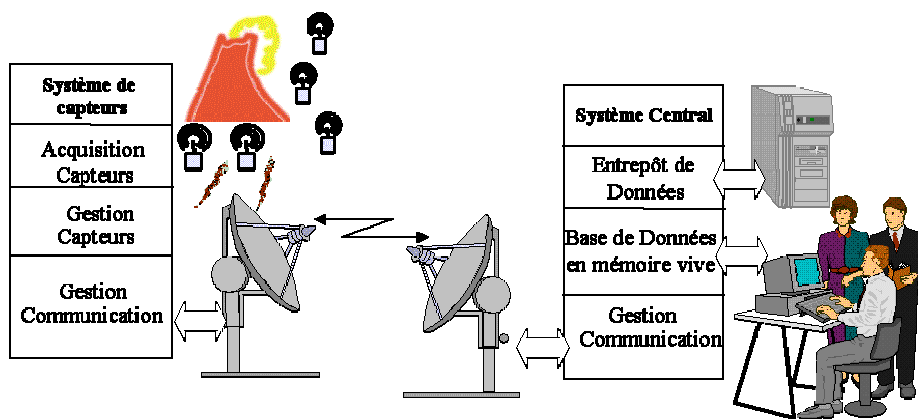 Système de
capteurs
Acquisition
Capteurs
Gestion
Capteurs
Gestion
Communication
Système Central
Entrepôt de
Données
Base de Données
en mémoire vive
Gestion
Communication